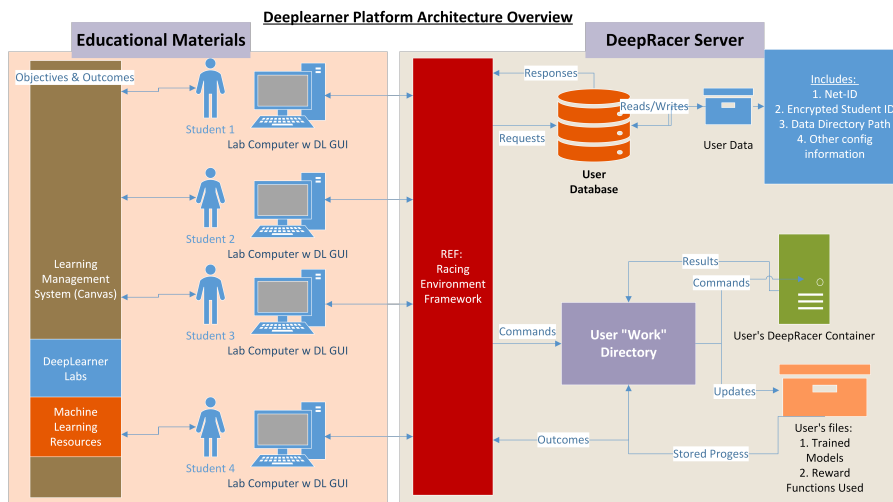 Deeplearner Platform Architecture Overview
Educational Materials
DeepRacer Server
Objectives & Outcomes
Student 1
Lab Computer w DL GUI
Student 2
Lab Computer w DL GUI
Learning
Management
System (Canvas)
Student 3
Lab Computer w DL GUI
DeepLearner
Labs
Machine
Learning
Resources
Student 4
Lab Computer w DL GUI
REF:
Racing
Environment
Framework
Responses
Requests
Reads/Writes
User
Database
User Data
Includes:
1. Net-ID
2. Encrypted Student ID
3. Data Directory Path
4. Other config
information
Results
Commands
User's DeepRacer Container
Commands
User "Work"
Directory
Updates
Outcomes
Stored Progess
User's files:
1. Trained
Models
2. Reward
Functions Used